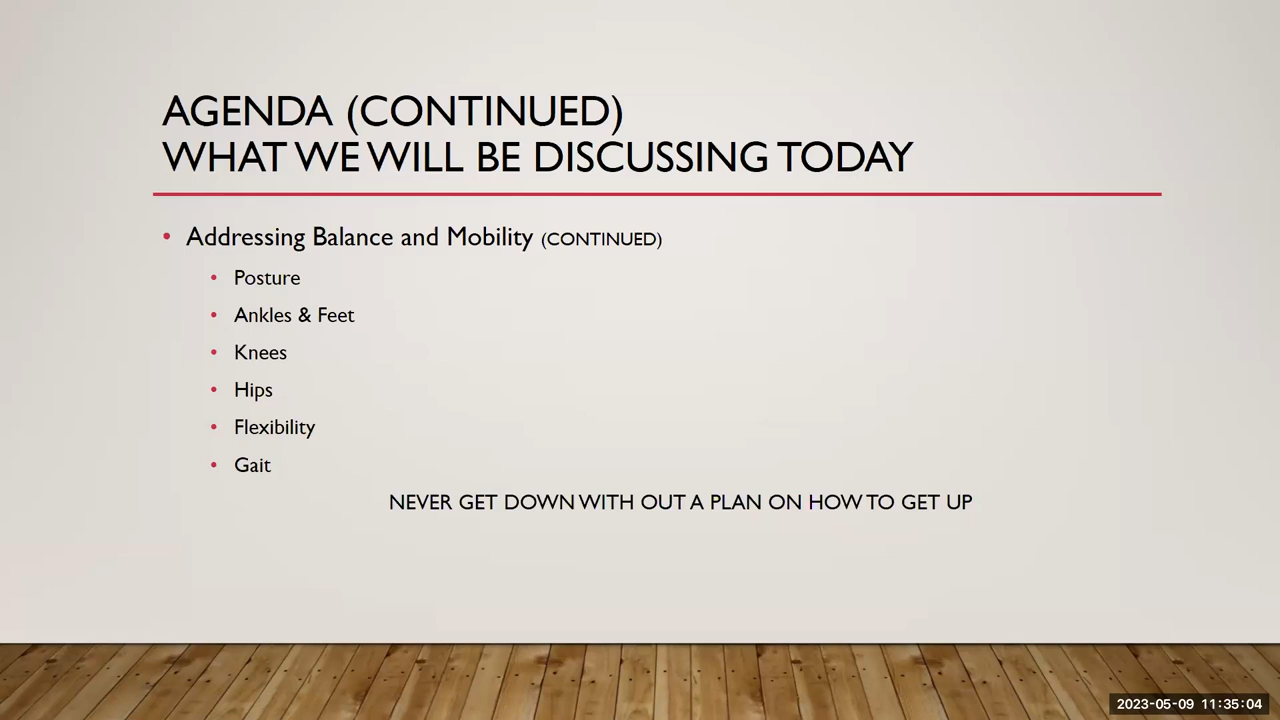 AGENDA (CONTINUED)
WHAT WE WILL BE DISCUSSING TODAY
• Addressing Balance and Mobility (CONTINUED)
• Posture
• Ankles & Feet
• Knees
• Hips
• Flexibility
• Gait
NEVER GET DOWN WITH OUT A PLAN ON HOW TO GET UP
2023-05-09 11:35:04